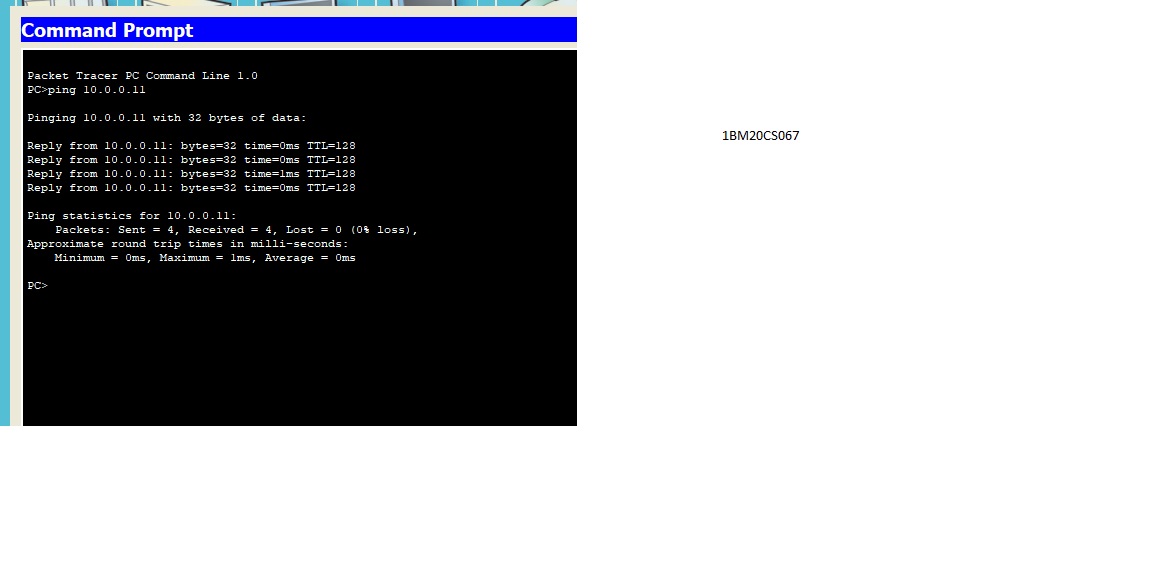 Command Prompt
Packet Tracer PC Command Line 1.0
PC>ping 10.0.0.11
Pinging 10.0.0.11 with 32 bytes of data:
Reply from 10.0.0.11: bytes=32 time=0ms TTL=128
Reply from 10.0.0.11: bytes=32 time=0ms TTL=128
Reply from 10.0.0.11: bytes=32 time=1ms TTL=128
Reply from 10.0.0.11: bytes=32 time=0ms TTL=128
Ping statistics for 10.0.0.11:
Packets: Sent = 4, Received = 4, Lost = 0 (0% loss),
Approximate round trip times in milli-seconds:
Minimum = 0ms, Maximum = 1ms, Average = 0ms
PC>
1BM20CS067